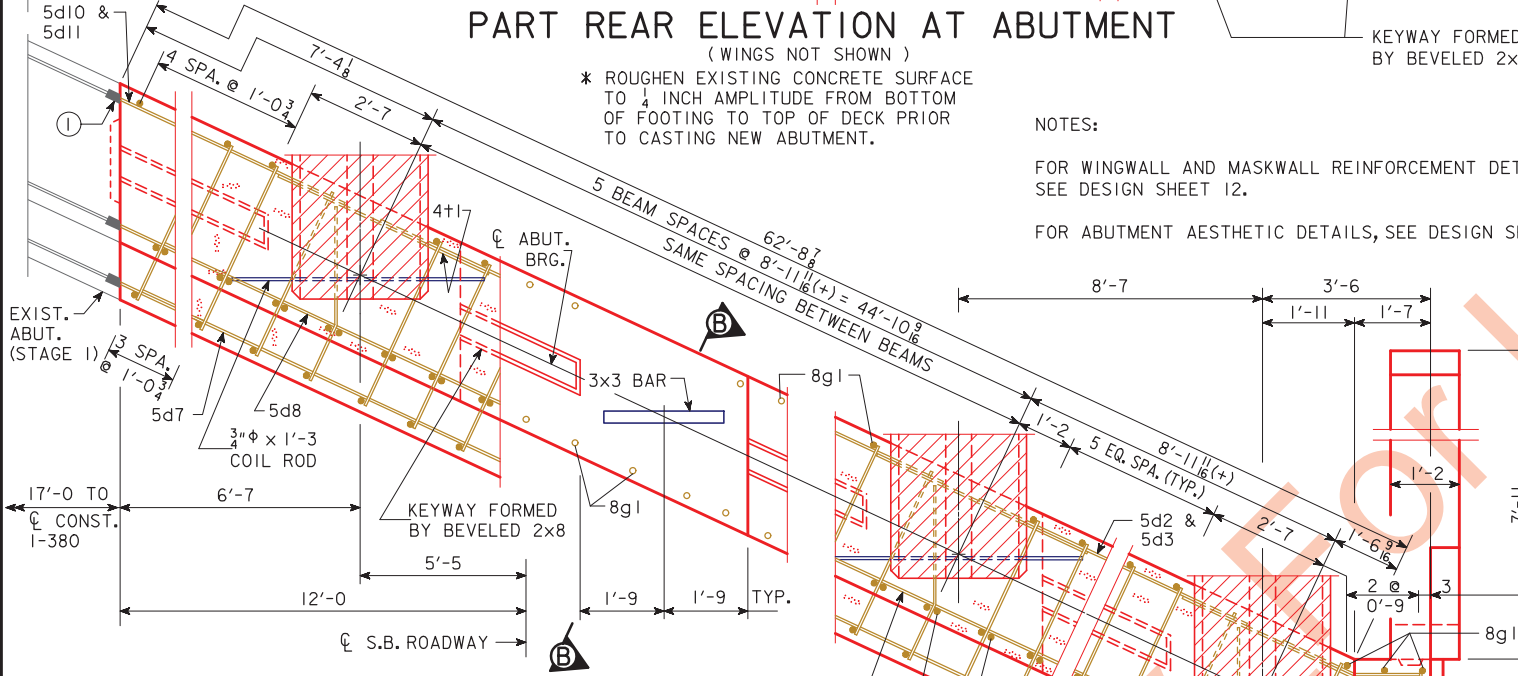 5d10 &
5d11
PART REAR ELEVATION AT ABUTMENT
( WINGS NOT SHOWN )
* ROUGHEN EXISTING CONCRETE SURFACE
TO 1/4 INCH AMPLITUDE FROM BOTTOM
OF FOOTING TO TOP OF DECK PRIOR
TO CASTING NEW ABUTMENT.
KEYWAY FORMED
BY BEVELED 2x
NOTES:
FOR WINGWALL AND MASKWALL REINFORCEMENT DET
SEE DESIGN SHEET 12.
FOR ABUTMENT AESTHETIC DETAILS, SEE DESIGN S
7'-4 1/8
4 SPA. @ 1'-0 3/4
2'-7
1
62'-8 7/8
5 BEAM SPACES @ 8'-11 11/16(+) = 44'-10 9/16
SAME SPACING BETWEEN BEAMS
4t1
℄ ABUT.
BRG.
B
8'-7
3'-6
1'-11
1'-7
EXIST.
ABUT.
(STAGE 1)
3 SPA.
@ 1'-0 3/4
5d7
5d8
3/4"φ x 1'-3
COIL ROD
3x3 BAR
8g1
1'-2
5 EQ. SPA. (TYP.)
8'-11 11/16(+)
2'-7
1'-6 9/16
1'-2
17'-0 TO
℄ CONST.
I-380
6'-7
KEYWAY FORMED
BY BEVELED 2x8
8g1
5d2 &
5d3
5'-5
12'-0
1'-9
1'-9
TYP.
2 @
0'-9
3
8g1
℄ S.B. ROADWAY
B
For